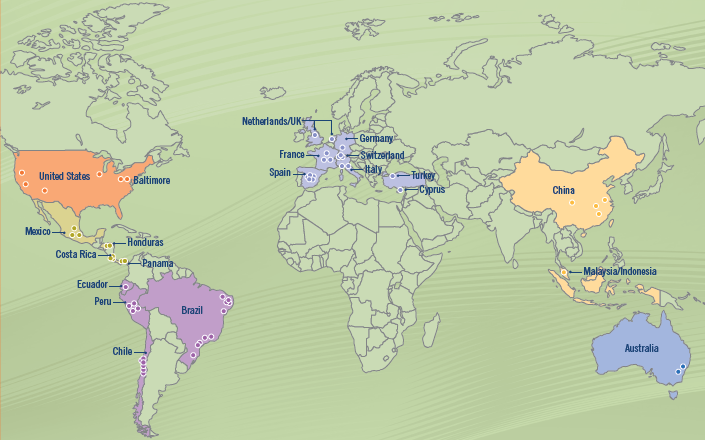 Netherlands/UK
Germany
France
Switzerland
Spain
Italy
Turkey
Cyprus
United States
Baltimore
China
Mexico
Honduras
Costa Rica
Panama
Malaysia/Indonesia
Ecuador
Peru
Brazil
Chile
Australia